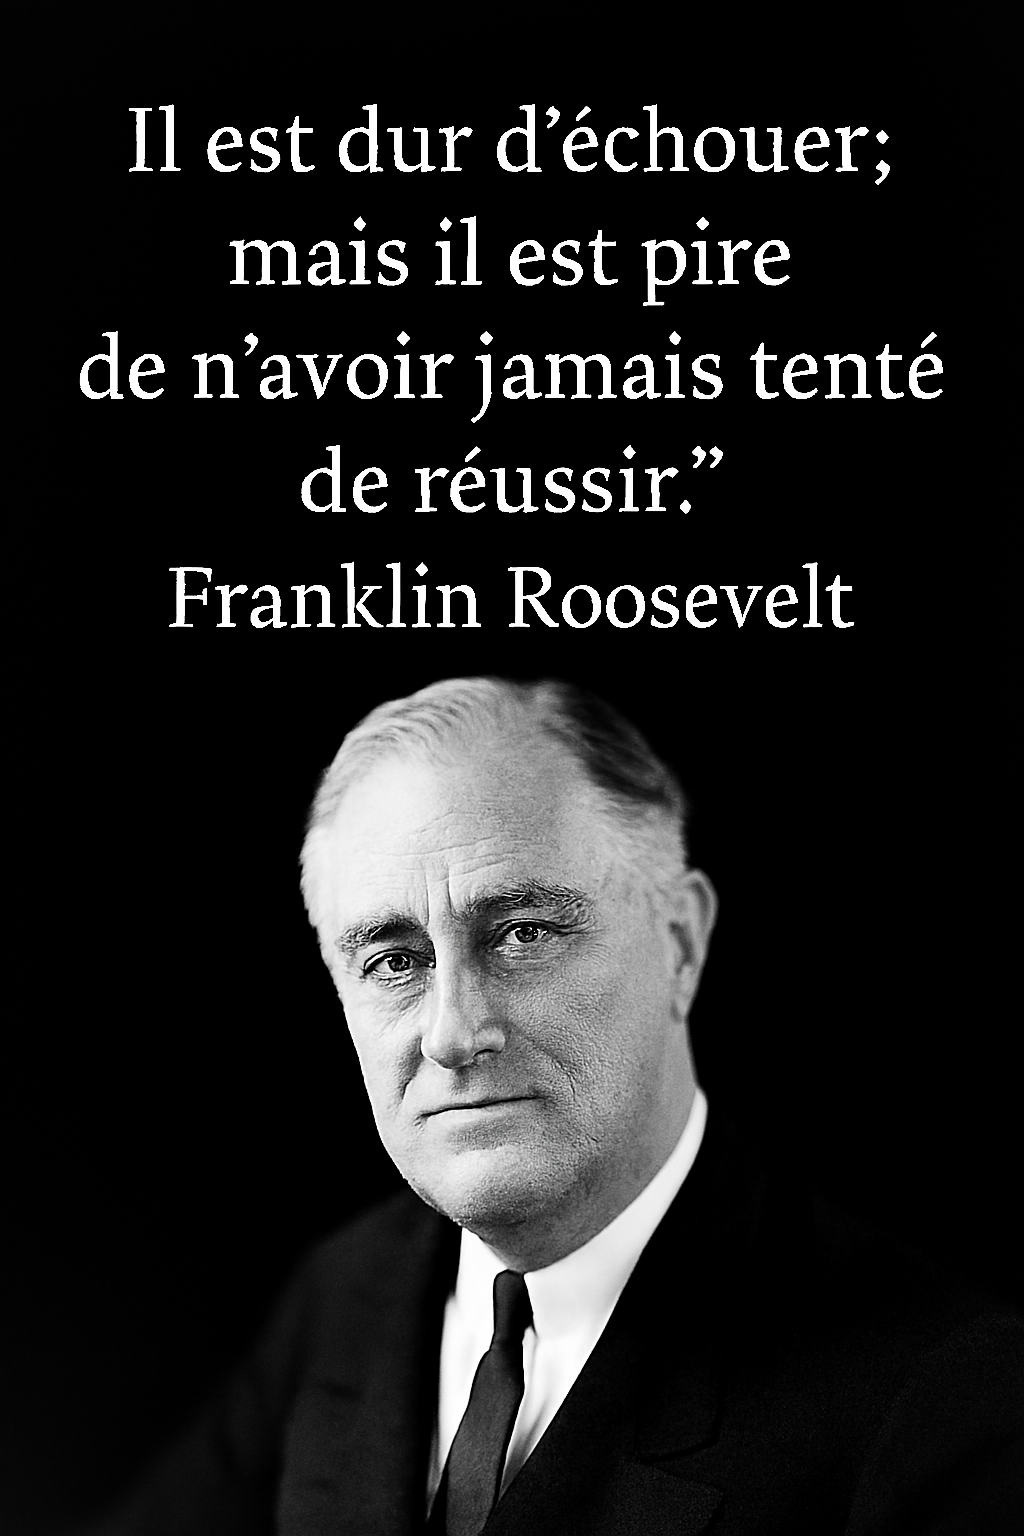 Il est dur d’échouer;
mais il est pire
de n’avoir jamais tenté
de réussir.”
Franklin Roosevelt